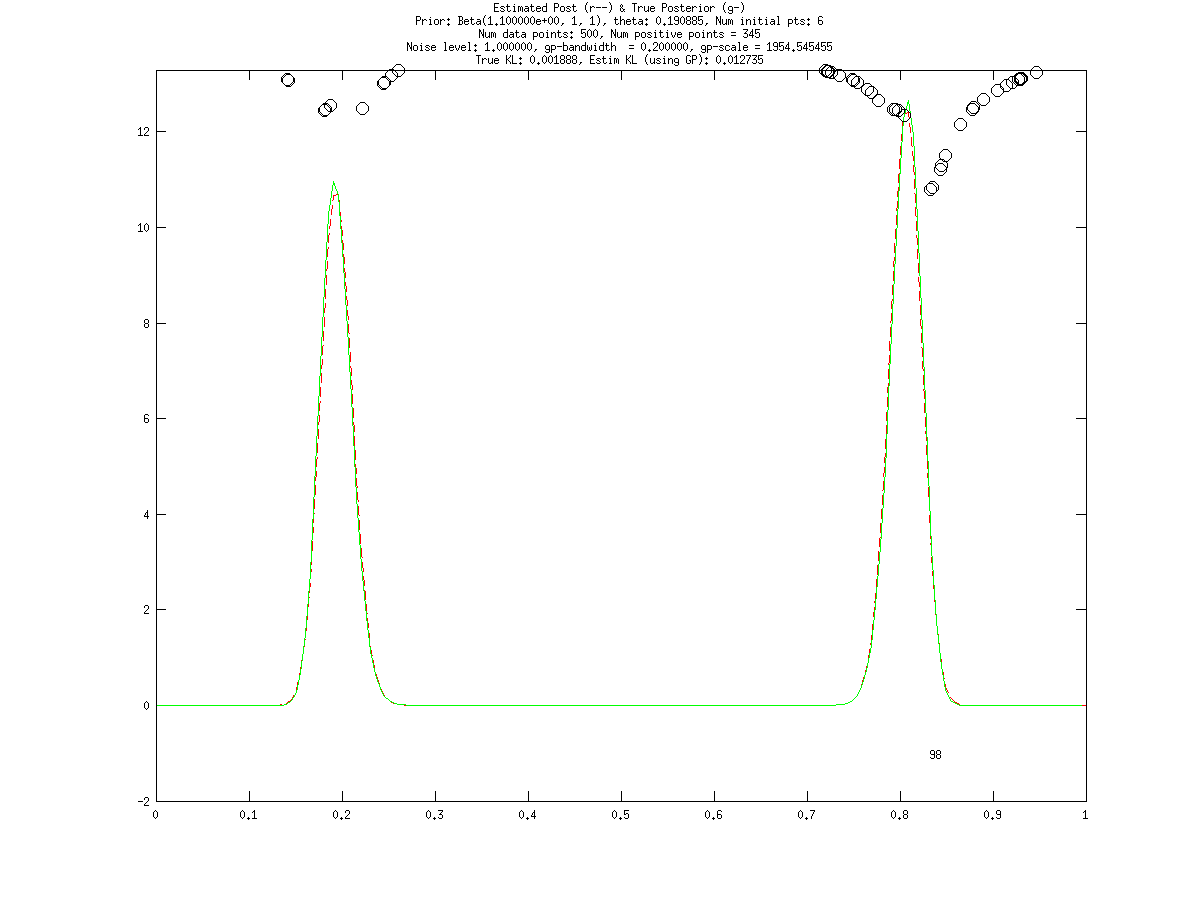 Estimated Post (r--) & True Posterior (g-)
Prior: Beta(1.100000e+00, 1, 1), theta: 0.190885, Num initial pts: 6
Num data points: 500, Num positive points = 345
Noise level: 1.000000, gp-bandwidth = 0.200000, gp-scale = 1954.545455
True KL: 0.001888, Estim KL (using GP): 0.012735
12
10
8
6
4
2
0
98
-2
0 0.1 0.2 0.3 0.4 0.5 0.6 0.7 0.8 0.9 1